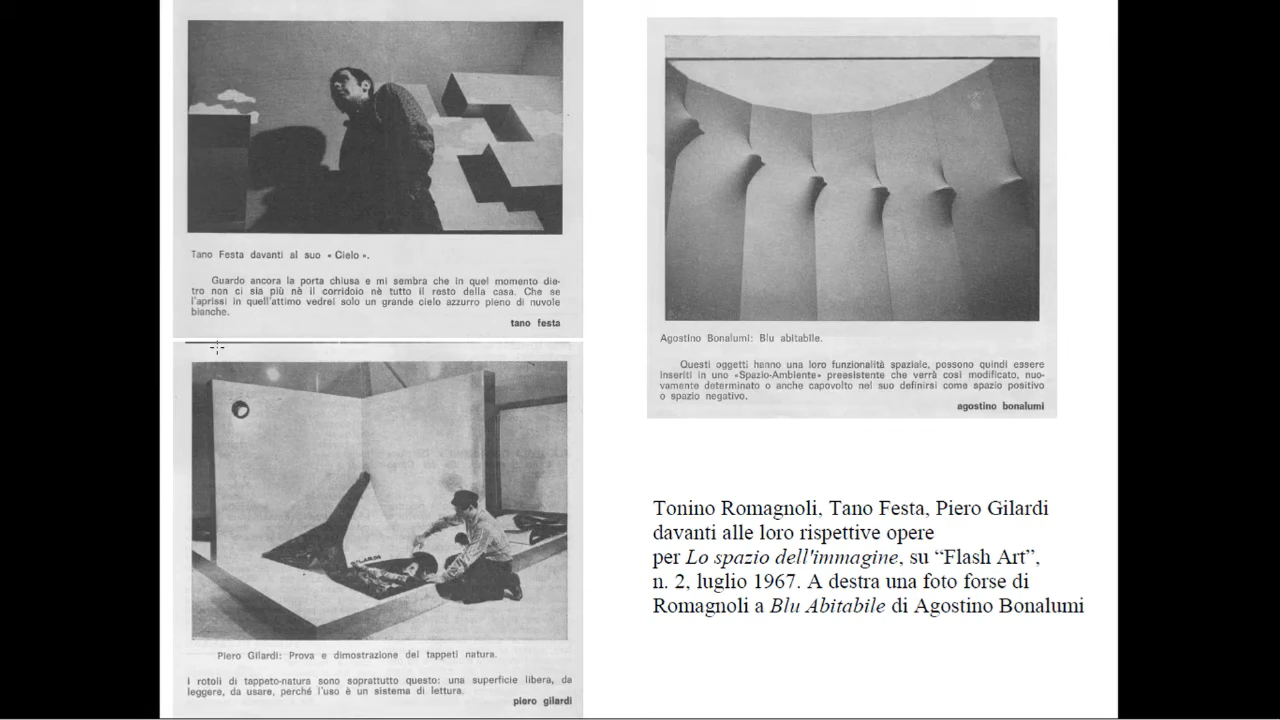 Tano Festa davanti al suo « Cielo ».
Guardo ancora la porta chiusa e mi sembra che in quel momento die-
tro non ci sia più nè il corridoio nè tutto il resto della casa. Che se
l'aprissi in quell'attimo vedrei solo un grande cielo azzurro pieno di nuvole
bianche.
tano festa
GILARDI
Piero Gilardi: Prova e dimostrazione dei tappeti natura.
I rotoli di tappeto-natura sono soprattutto questo: una superficie libera, da
leggere, da usare, perché l'uso è un sistema di lettura.
piero gilardi
Agostino Bonalumi: Blu abitabile.
Questi oggetti hanno una loro funzionalità spaziale, possono quindi essere
inseriti in uno «Spazio-Ambiente» preesistente che verrà così modificato, nuo-
vamente determinato o anche capovolto nel suo definirsi come spazio positivo
o spazio negativo.
agostino bonalumi
Tonino Romagnoli, Tano Festa, Piero Gilardi
davanti alle loro rispettive opere
per Lo spazio dell'immagine, su “Flash Art”,
n. 2, luglio 1967. A destra una foto forse di
Romagnoli a Blu Abitabile di Agostino Bonalumi